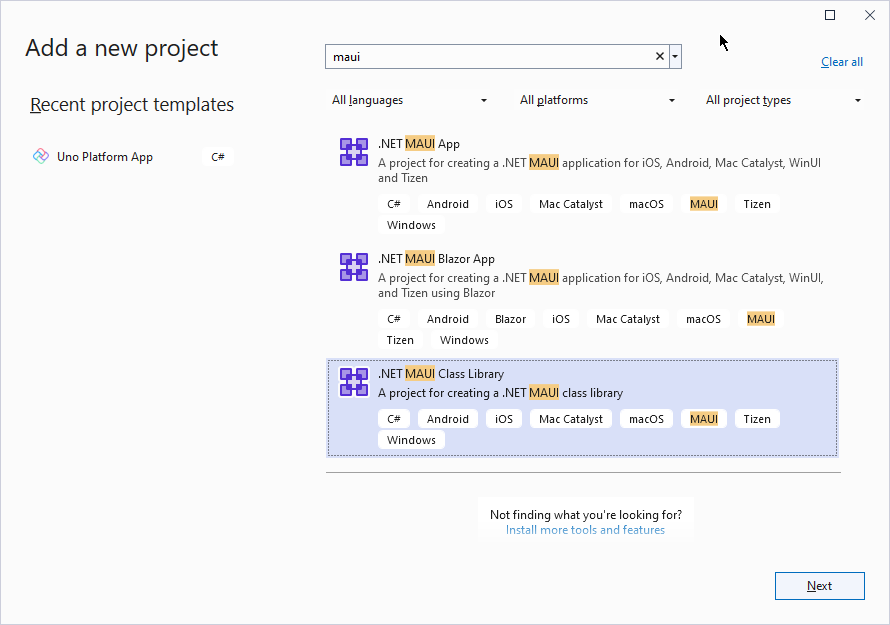 Add a new project
maui
Clear all
Recent project templates
All languages
All platforms
All project types
Uno Platform App
C#
.NET MAUI App
A project for creating a .NET MAUI application for iOS, Android, Mac Catalyst, WinUI
and Tizen
C# Android iOS Mac Catalyst macOS MAUI Tizen
Windows
.NET MAUI Blazor App
A project for creating a .NET MAUI application for iOS, Android, Mac Catalyst, WinUI,
and Tizen using Blazor
C# Android Blazor iOS Mac Catalyst macOS MAUI
Tizen Windows
.NET MAUI Class Library
A project for creating a .NET MAUI class library
C# Android iOS Mac Catalyst macOS MAUI Tizen
Windows
Not finding what you're looking for?
Install more tools and features
Next